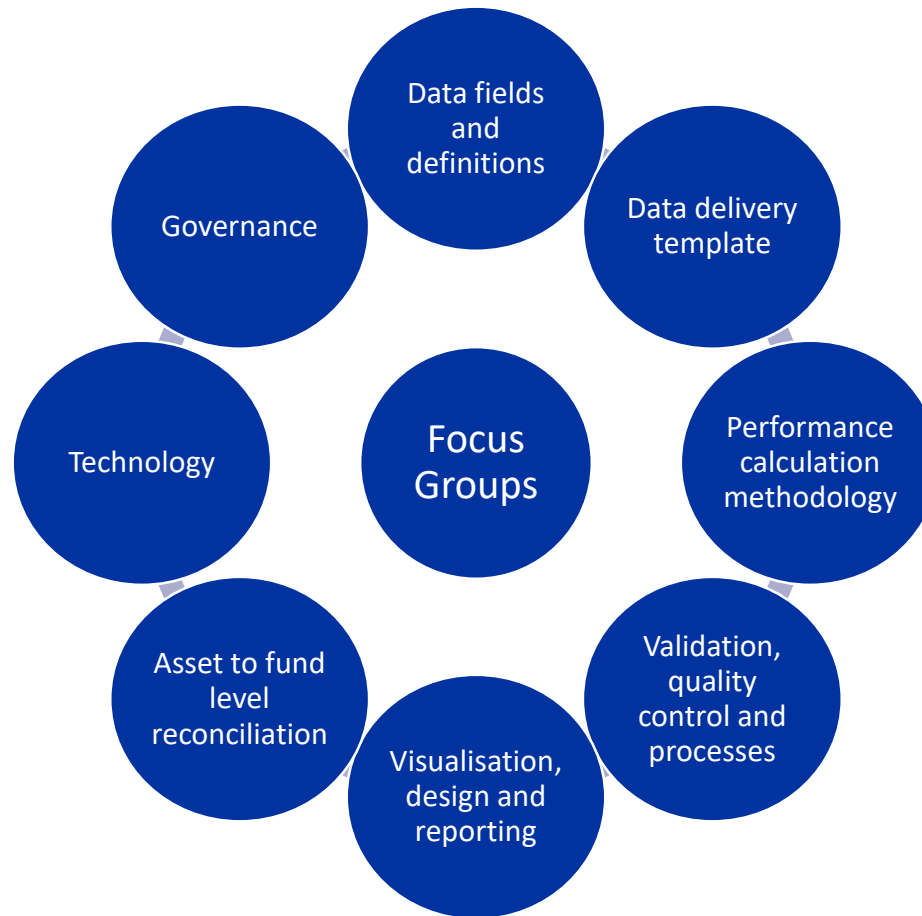 Data fields
and
definitions
Data delivery
template
Performance
calculation
methodology
Validation,
quality
control and
processes
Visualisation,
design and
reporting
Asset to fund
level
reconciliation
Technology
Governance
Focus
Groups